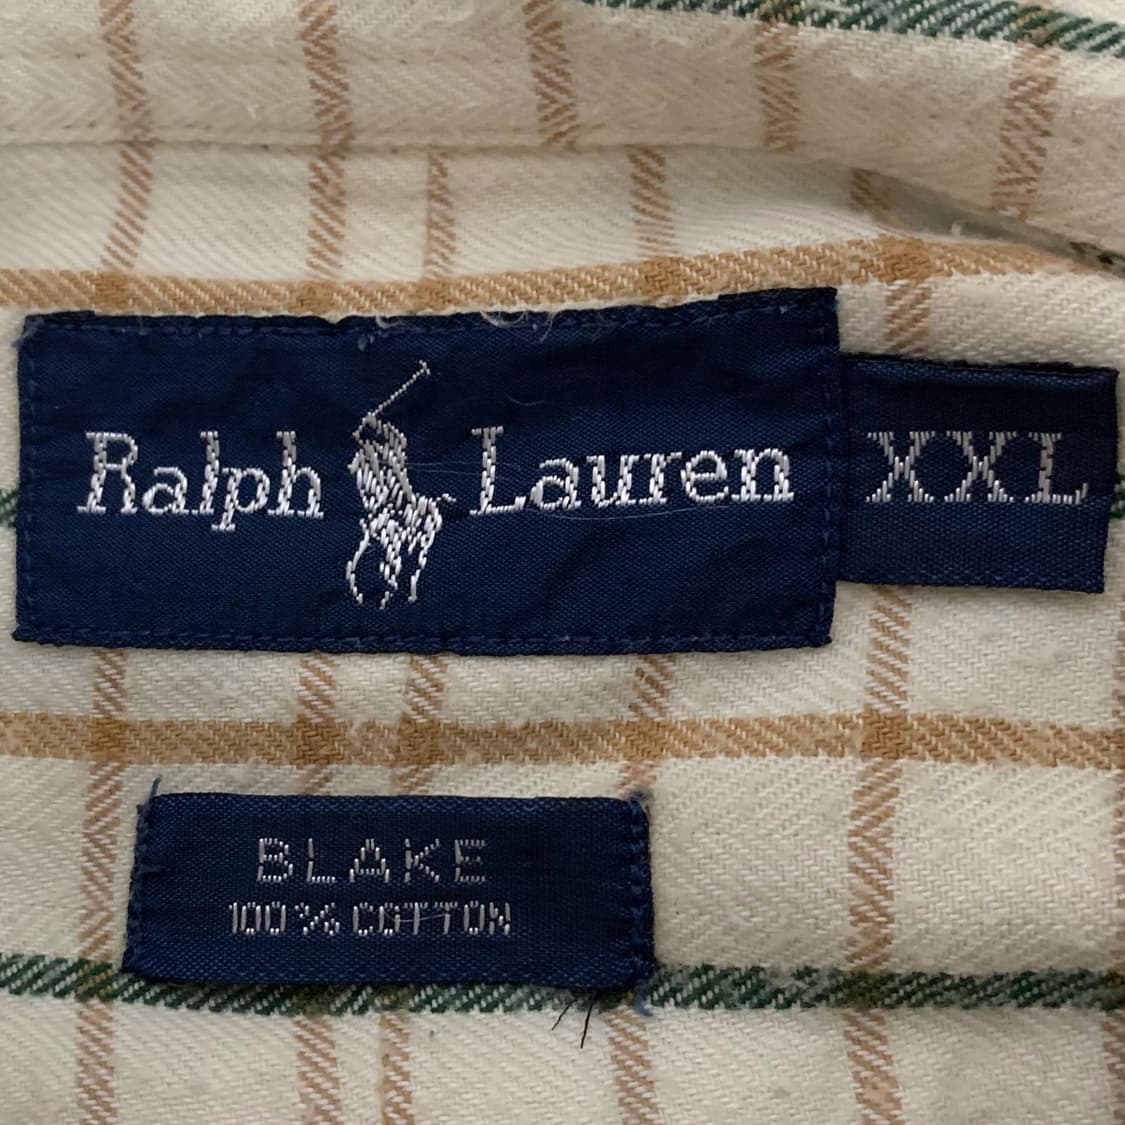 Ralph Lauren XXL
BLAKE
100% COTTON